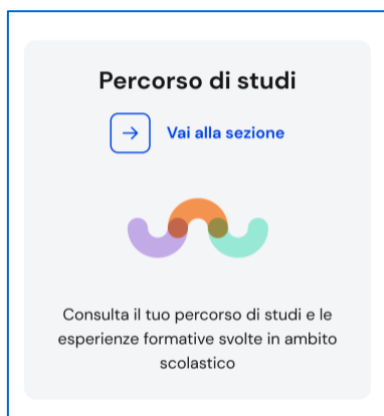 Percorso di studi
Vai alla sezione
Consulta il tuo percorso di studi e le
esperienze formative svolte in ambito
scolastico